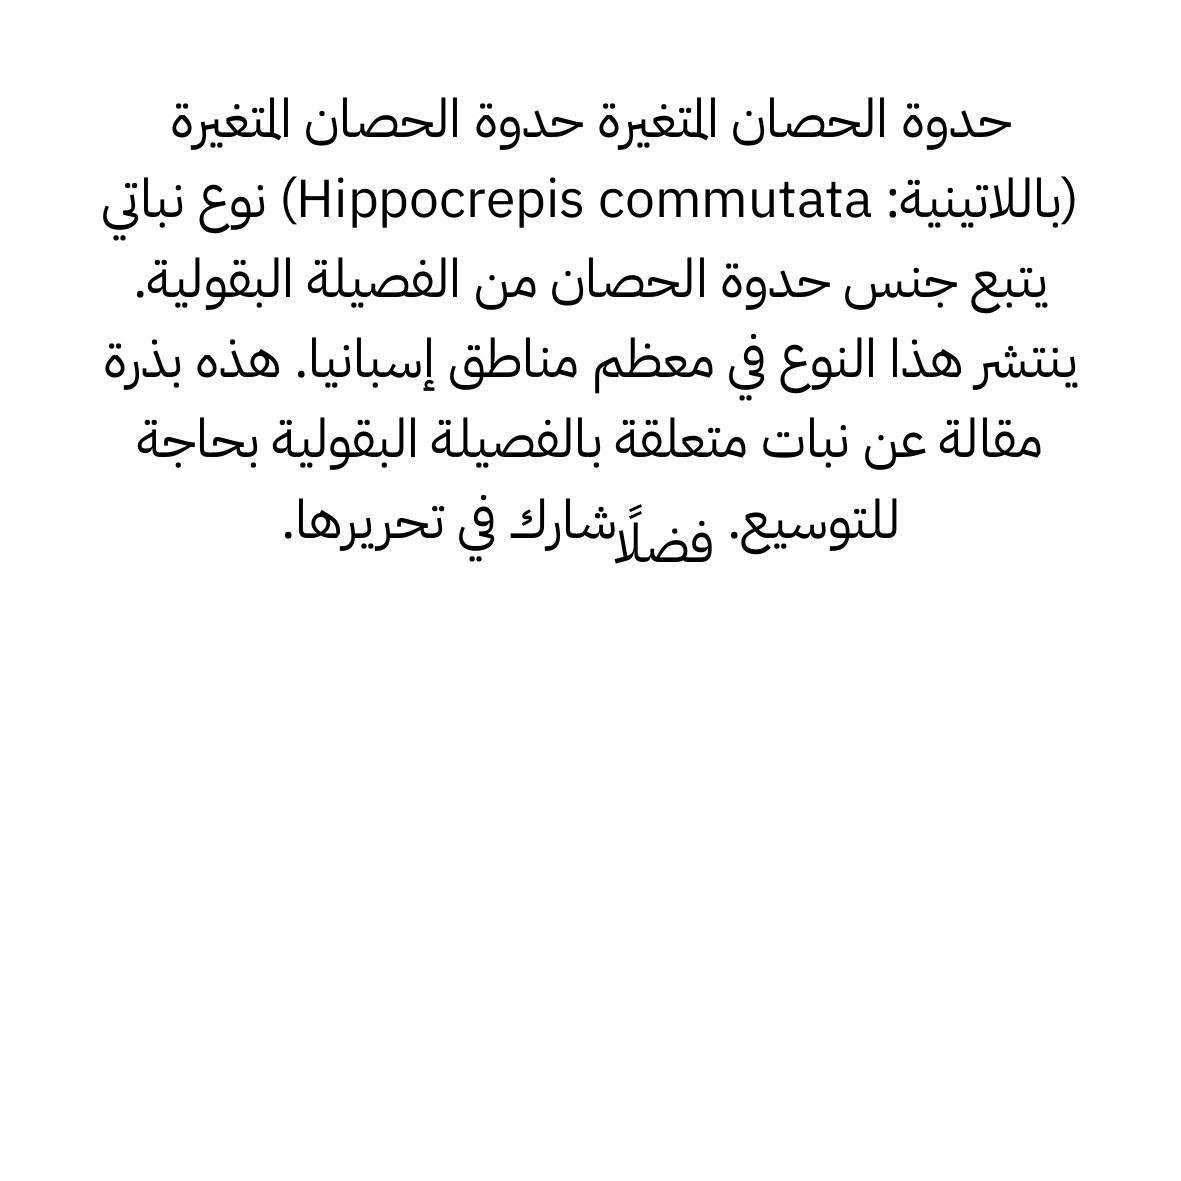 حدوة الحصان المتغيرة حدوة الحصان المتغيرة
(باللاتينية: Hippocrepis commutata) نوع نباتي
يتبع جنس حدوة الحصان من الفصيلة البقولية.
ينتشر هذا النوع في معظم مناطق إسبانيا. هذه بذرة
مقالة عن نبات متعلقة بالفصيلة البقولية بحاجة
للتوسيع. فضلًا شارك في تحريرها.